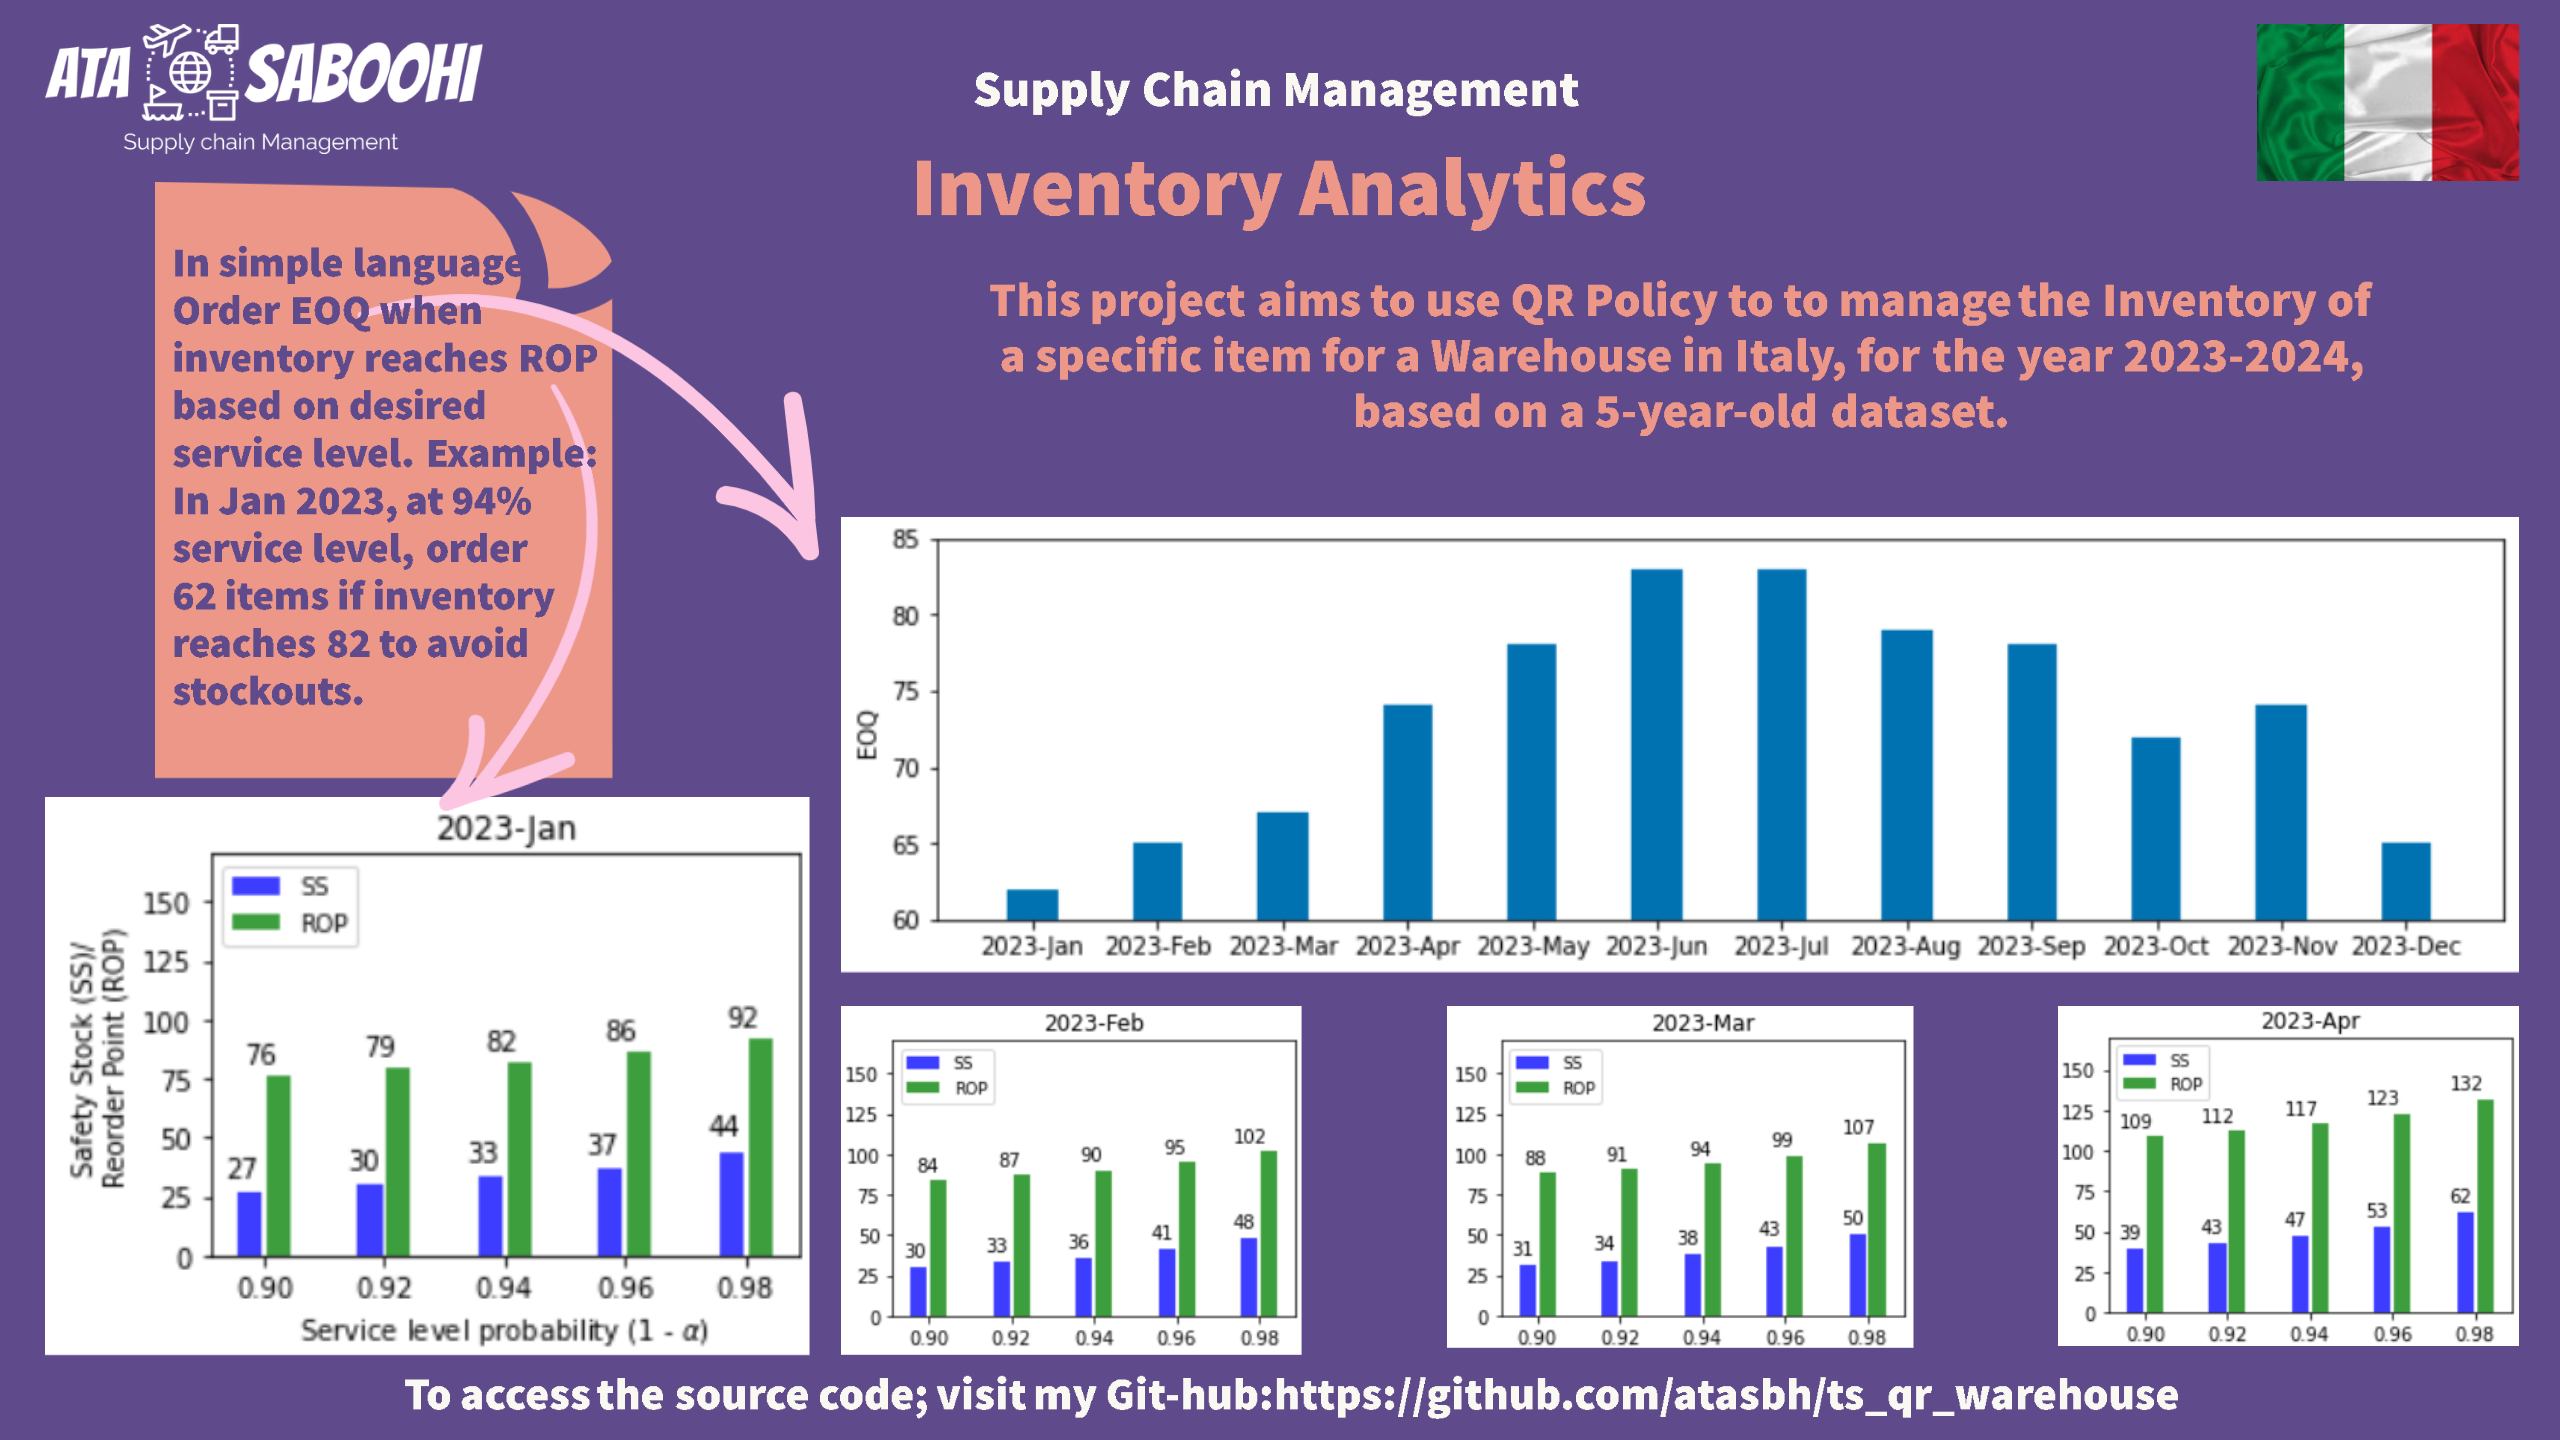 ATA SABOOHI
Supply chain Management
Supply Chain Management
Inventory Analytics
This project aims to use QR Policy to to manage the Inventory of
a specific item for a Warehouse in Italy, for the year 2023-2024,
based on a 5-year-old dataset.
In simple language
Order EOQ when
inventory reaches ROP
based on desired
service level. Example:
In Jan 2023, at 94%
service level, order
62 items if inventory
reaches 82 to avoid
stockouts.
85
80
75
70
65
60
EOQ
2023-Jan 2023-Feb 2023-Mar 2023-Apr 2023-May 2023-Jun 2023-Jul 2023-Aug 2023-Sep 2023-Oct 2023-Nov 2023-Dec
2023-Jan
SS
ROP
Safety Stock (SS)/
Reorder Point (ROP)
150
125
100
75
50
25
0
76 79 82 86 92
27 30 33 37 44
0.90 0.92 0.94 0.96 0.98
Service level probability (1 - α)
2023-Feb
SS
ROP
150
125
100
75
50
25
0
84 87 90 95 102
30 33 36 41 48
0.90 0.92 0.94 0.96 0.98
2023-Mar
SS
ROP
150
125
100
75
50
25
0
88 91 94 99 107
31 34 38 43 50
0.90 0.92 0.94 0.96 0.98
2023-Apr
SS
ROP
150
125
100
75
50
25
0
109 112 117 123 132
39 43 47 53 62
0.90 0.92 0.94 0.96 0.98
To access the source code; visit my Git-hub:https://github.com/atasbh/ts_qr_warehouse